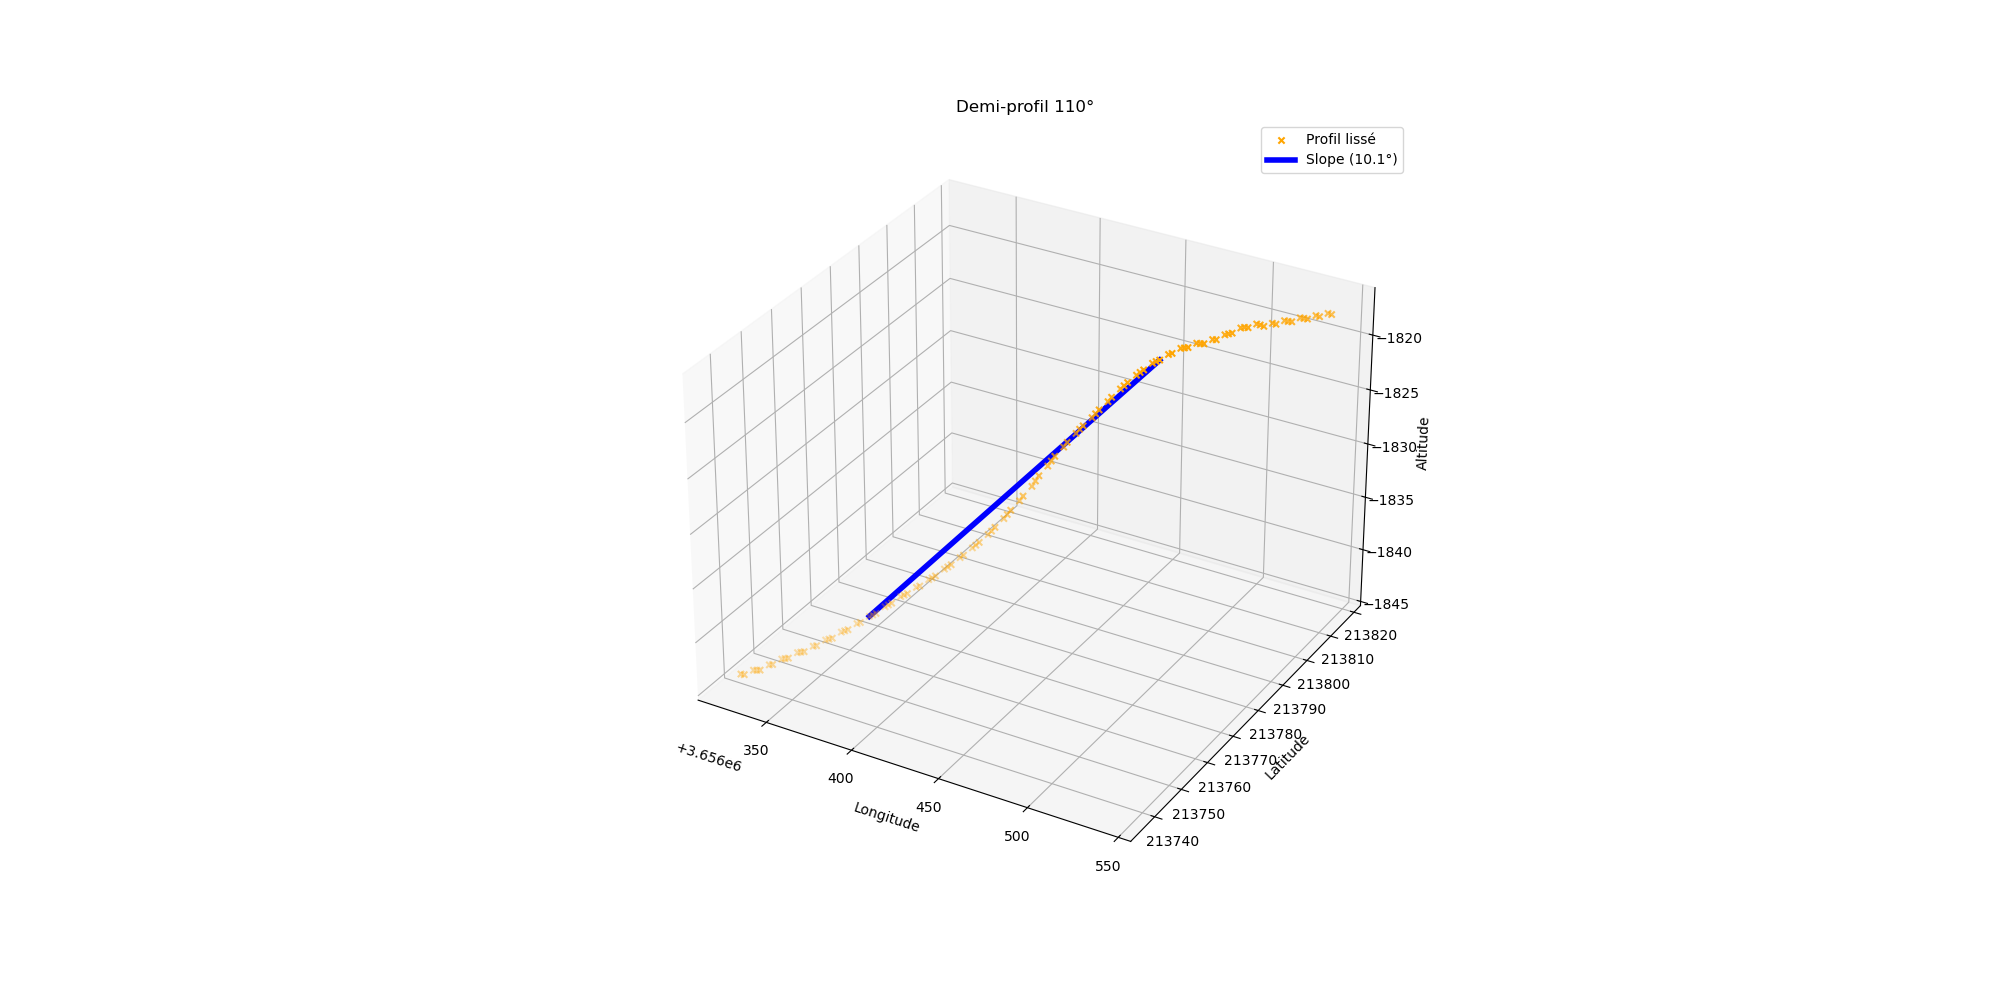 Demi-profil 110°
Profil lissé
Slope (10.1°)
−1820
−1825
−1830
−1835
−1840
−1845
Altitude
213820
213810
213800
213790
213780
213770
213760
213750
213740
Latitude
+3.656e6
350
400
450
500
550
Longitude